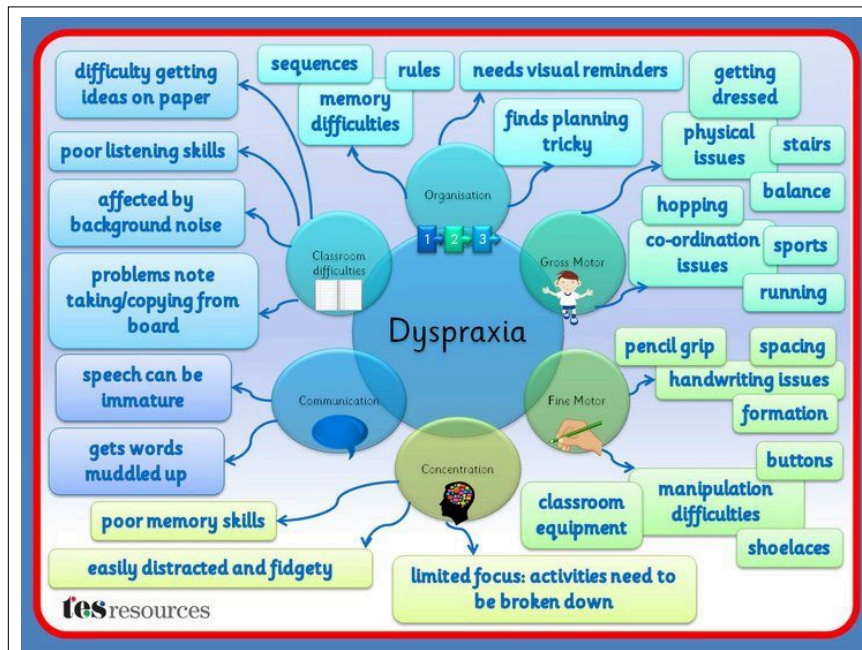 difficulty getting
ideas on paper
sequences
rules
needs visual reminders
getting
dressed
memory
difficulties
finds planning
tricky
physical
issues
stairs
poor listening skills
Organisation
balance
affected by
background noise
hopping
1 2 3
Classroom
difficulties
Gross Motor
co-ordination
issues
sports
problems note
taking/copying from
board
running
Dyspraxia
pencil grip
spacing
speech can be
immature
Communication
Fine Motor
handwriting issues
formation
gets words
muddled up
buttons
Concentration
classroom
equipment
manipulation
difficulties
poor memory skills
shoelaces
easily distracted and fidgety
limited focus: activities need to
be broken down
tes resources